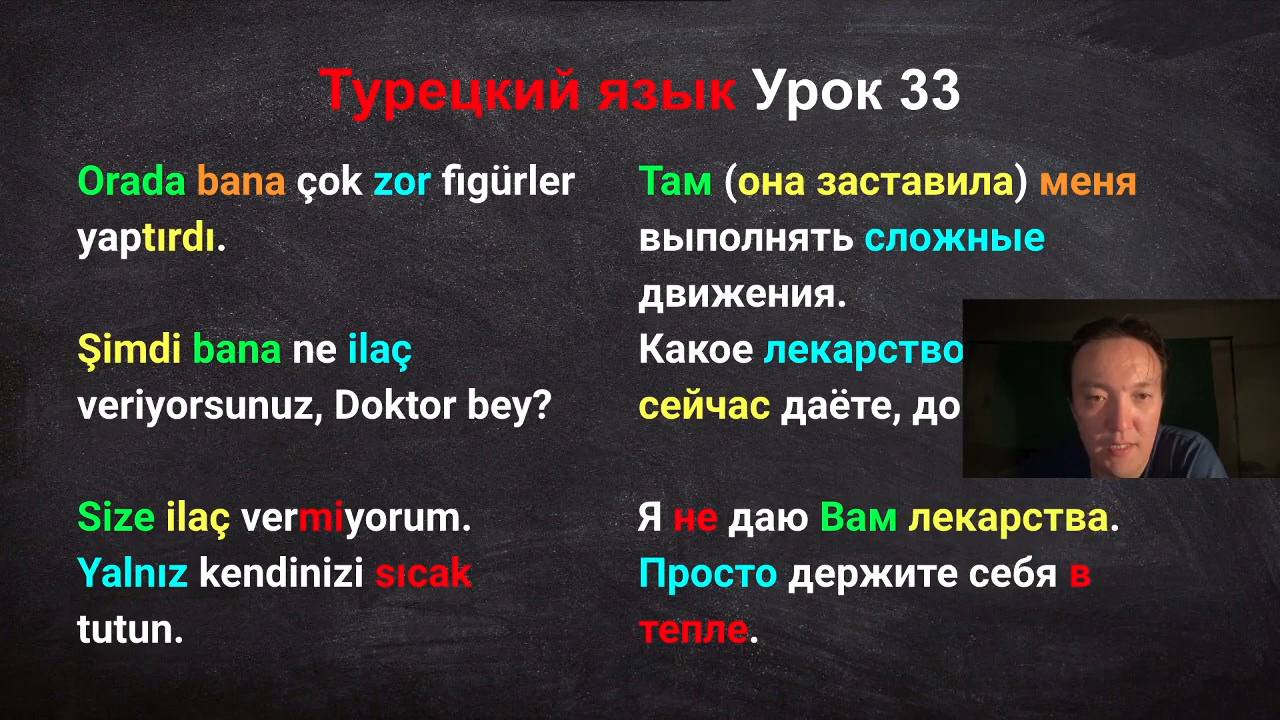 Турецкий язык Урок 33
Orada bana çok zor figürler
yaptırdı.
Şimdi bana ne ilaç
veriyorsunuz, Doktor bey?
Size ilaç vermiyorum.
Yalnız kendinizi sıcak
tutun.
Там (она заставила) меня
выполнять сложные
движения.
Какое лекарство
сейчас даёте,
Я не даю Вам лекарства.
Просто держите себя в
тепле.